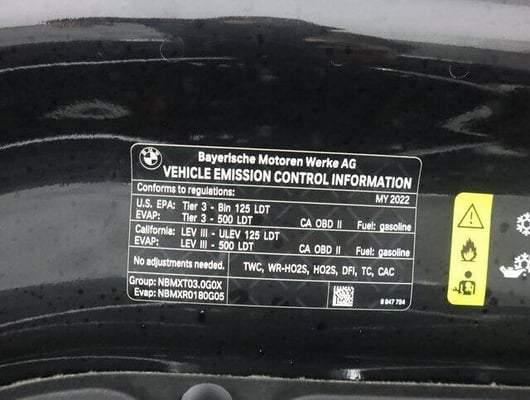 BMW
Bayerische Motoren Werke AG
VEHICLE EMISSION CONTROL INFORMATION
Conforms to regulations: MY 2022
U.S. EPA: Tier 3 - Bin 125 LDT
EVAP: Tier 3 - 500 LDT CA OBD II Fuel: gasoline
California: LEV III - ULEV 125 LDT
EVAP: LEV III - 500 LDT CA OBD II Fuel: gasoline
No adjustments needed. TWC, WR-HO2S, HO2S, DFI, TC, CAC
Group: NBMXT03.0G0X
Evap: NBMXR0180G05 8 847 794